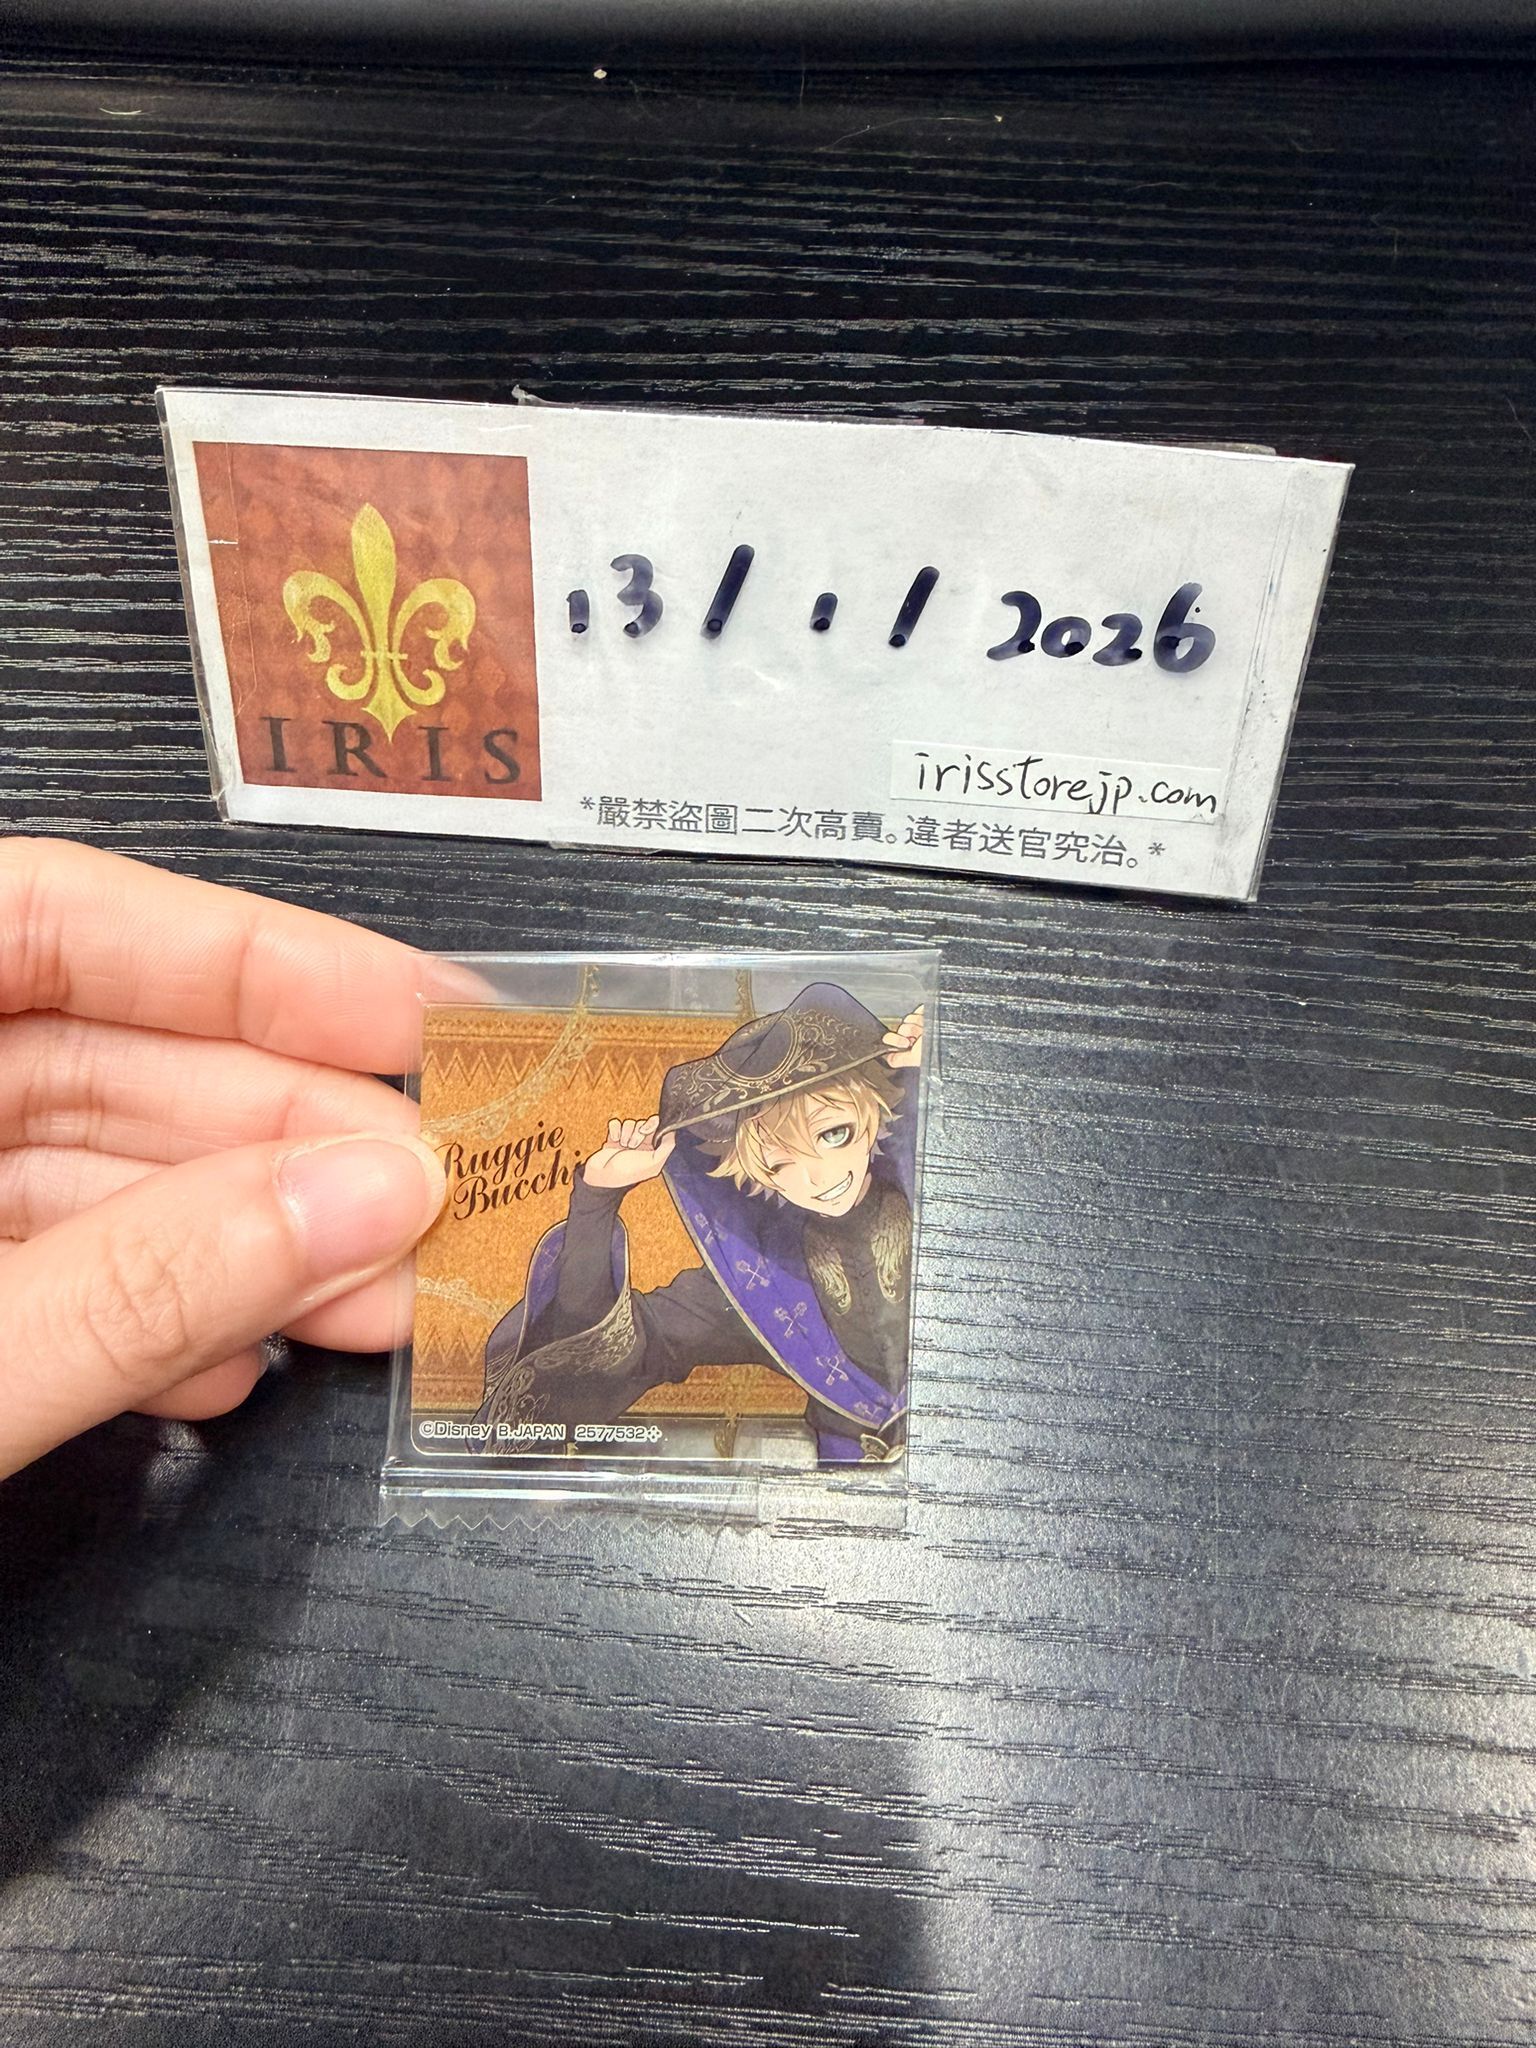 IRIS
13/1/2026
irisstorejp.com
*嚴禁盜圖二次高賣。違者送官究治。*
Ruggie
Bucchi
©Disney B.JAPAN 2577532